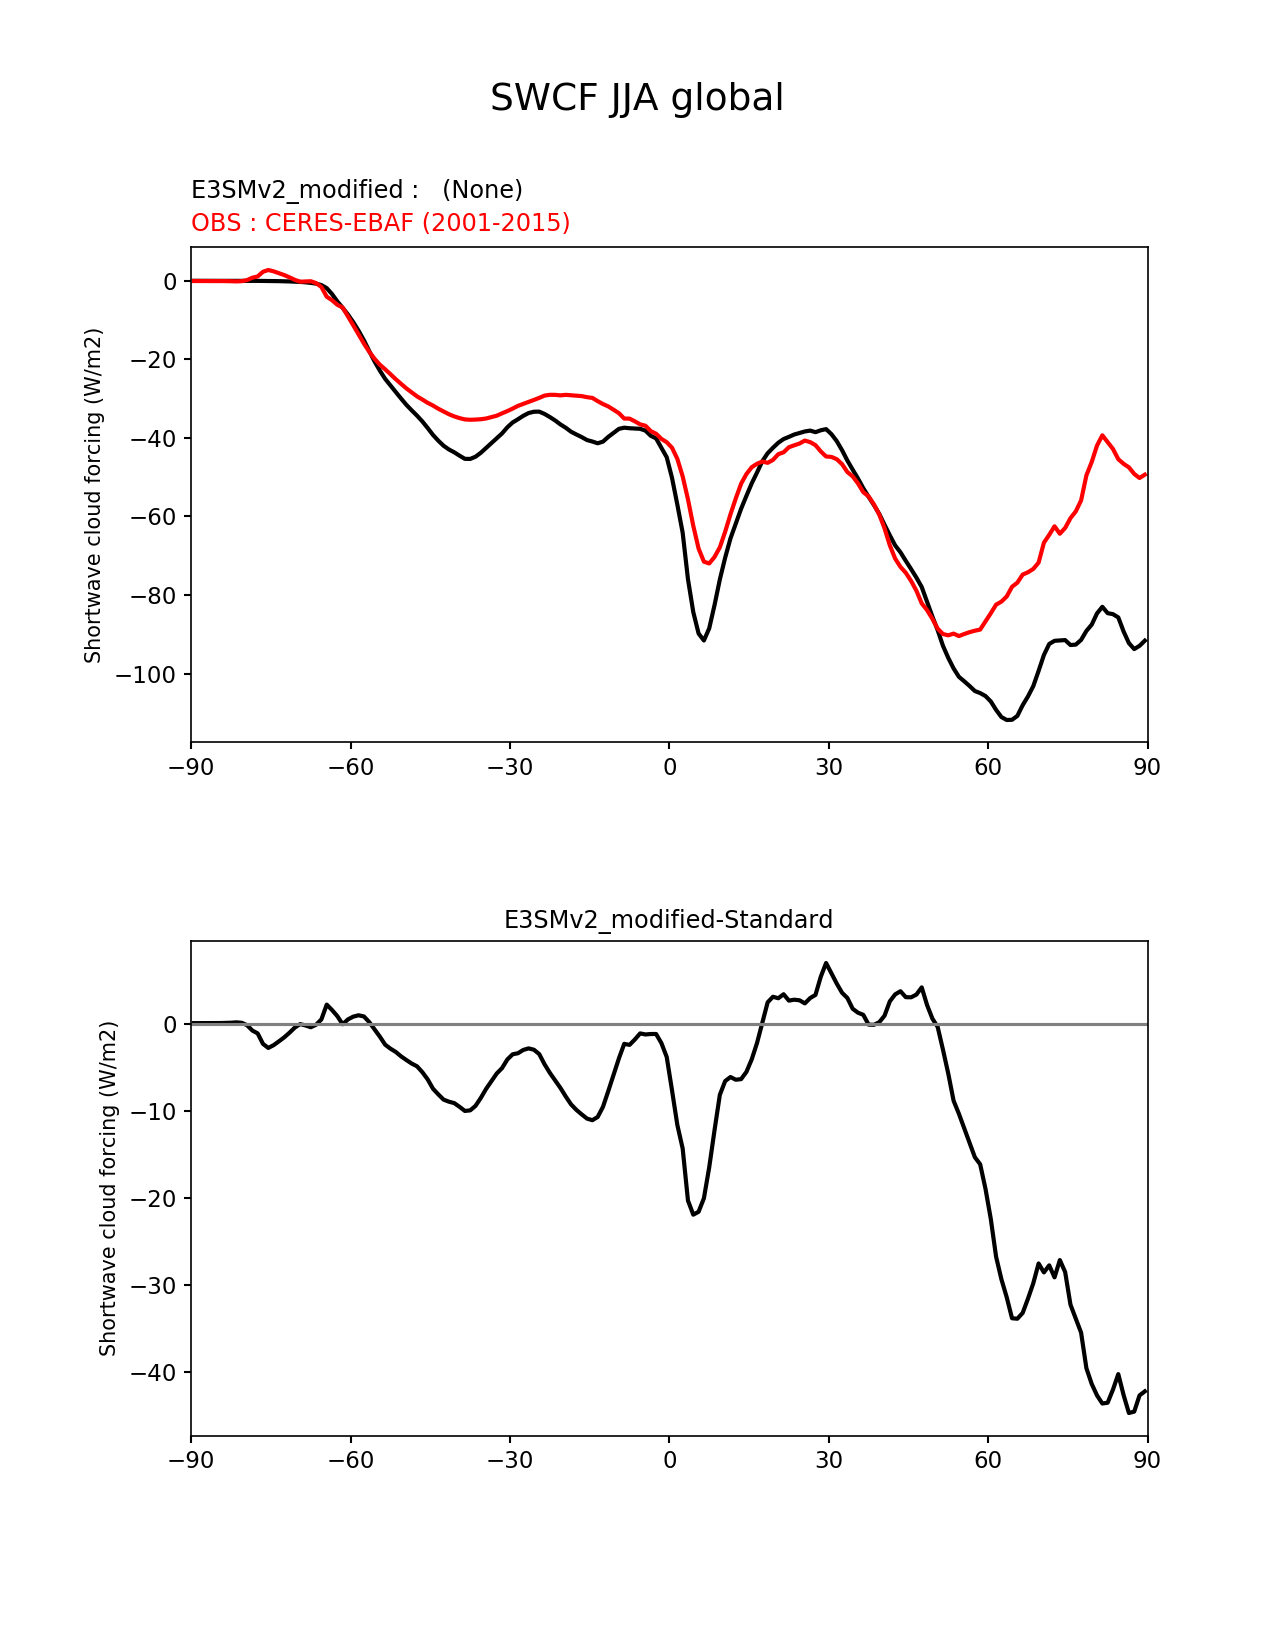 SWCF JJA global
E3SMv2_modified :   (None)
OBS : CERES-EBAF (2001-2015)
Shortwave cloud forcing (W/m2)
0
−20
−40
−60
−80
−100
−90 −60 −30 0 30 60 90
E3SMv2_modified-Standard
Shortwave cloud forcing (W/m2)
0
−10
−20
−30
−40
−90 −60 −30 0 30 60 90